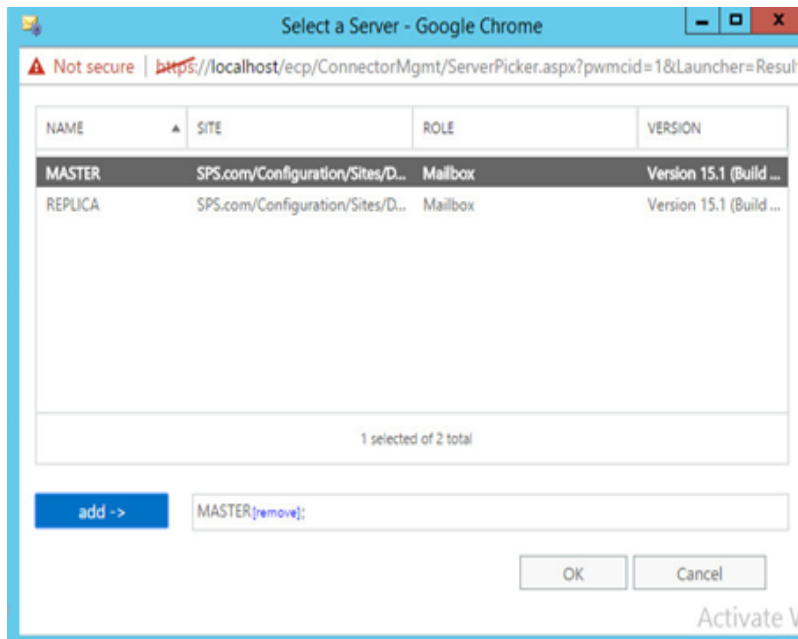 Select a Server - Google Chrome
Not secure | https://localhost/ecp/ConnectorMgmt/ServerPicker.aspx?pwmcid=1&Launcher=Resul
NAME SITE ROLE VERSION
MASTER SPS.com/Configuration/Sites/D... Mailbox Version 15.1 (Build ...
REPLICA SPS.com/Configuration/Sites/D... Mailbox Version 15.1 (Build ...
1 selected of 2 total
add -> MASTER[remove];
OK Cancel
Activate